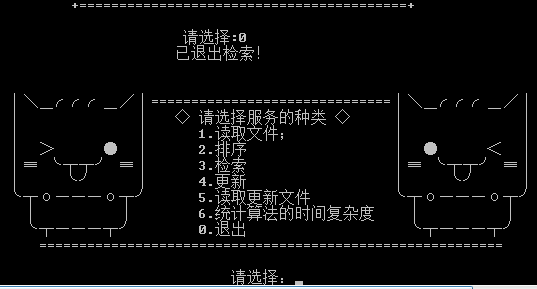 请选择:0
已退出检索!
◇ 请选择服务的种类 ◇
1.读取文件;
2.排序
3.检索
4.更新
5.读取更新文件
6.统计算法的时间复杂度
0.退出
请选择: